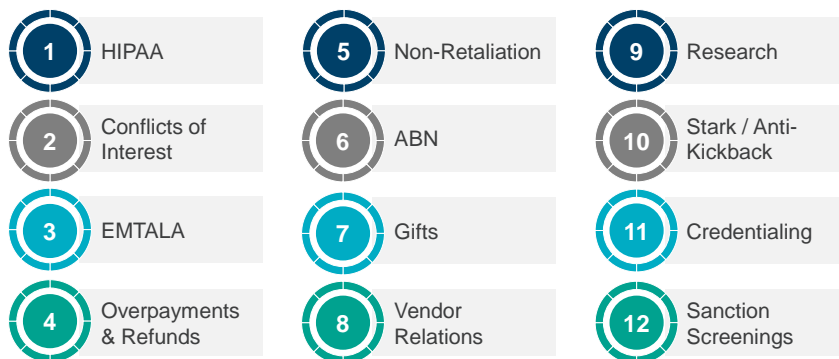 1 HIPAA
2 Conflicts of
Interest
3 EMTALA
4 Overpayments
& Refunds
5 Non-Retaliation
6 ABN
7 Gifts
8 Vendor
Relations
9 Research
10 Stark / Anti-
Kickback
11 Credentialing
12 Sanction
Screenings